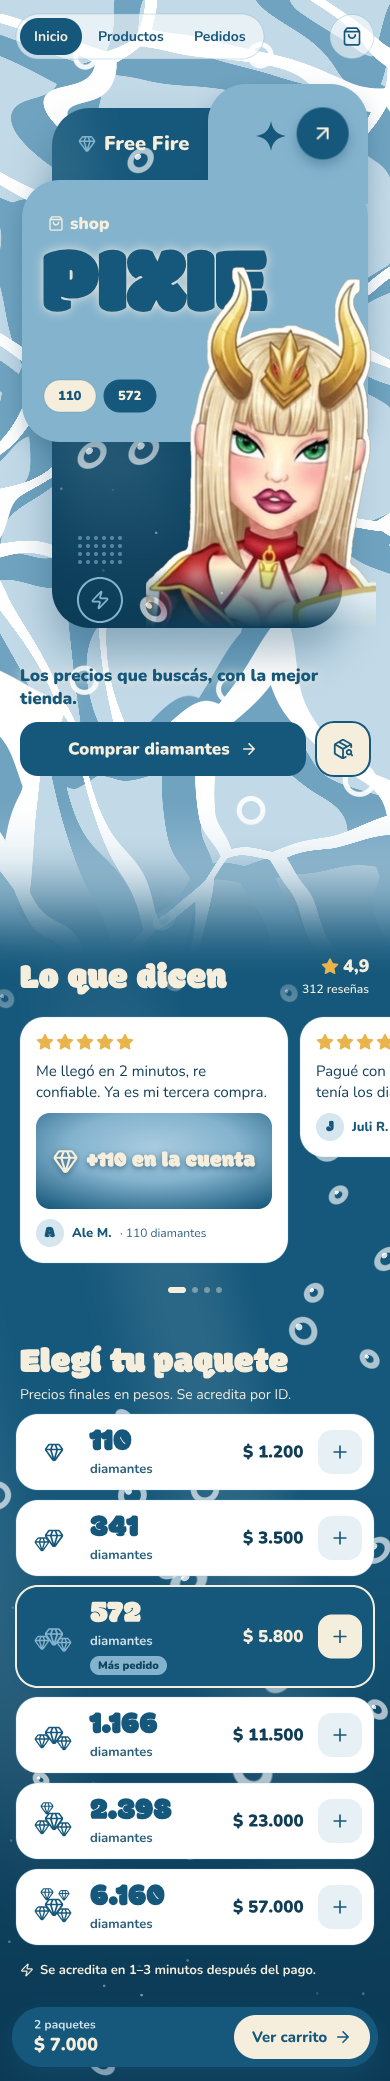 Inicio
Productos
Pedidos
Free Fire
shop
PIXIE
110
572
Los precios que buscás, con la mejor
tienda.
Comprar diamantes
Lo que dicen
4,9
312 reseñas
Me llegó en 2 minutos, re
confiable. Ya es mi tercera compra.
+110 en la cuenta
A
Ale M. · 110 diamantes
Pagué con
tenía los di
J
Juli R.
Elegí tu paquete
Precios finales en pesos. Se acredita por ID.
110
diamantes
$ 1.200
341
diamantes
$ 3.500
572
diamantes
Más pedido
$ 5.800
1.166
diamantes
$ 11.500
2.398
diamantes
$ 23.000
6.160
diamantes
$ 57.000
Se acredita en 1–3 minutos después del pago.
2 paquetes
$ 7.000
Ver carrito